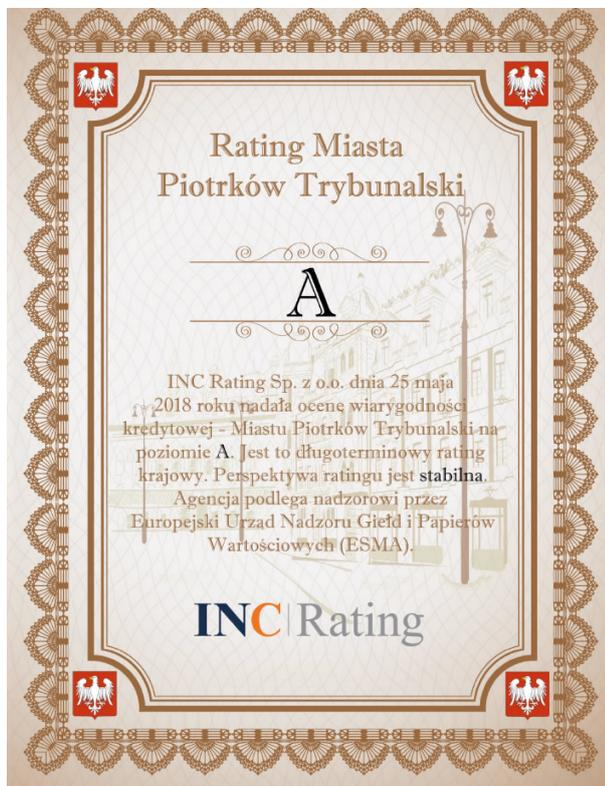 Rating Miasta
Piotrków Trybunalski
A
INC Rating Sp. z o.o. dnia 25 maja
2018 roku nadała ocenę wiarygodności
kredytowej - Miastu Piotrków Trybunalski na
poziomie A. Jest to długoterminowy rating
krajowy. Perspektywa ratingu jest stabilna.
Agencja podlega nadzorowi przez
Europejski Urząd Nadzoru Giełd i Papierów
Wartościowych (ESMA).
INC|Rating